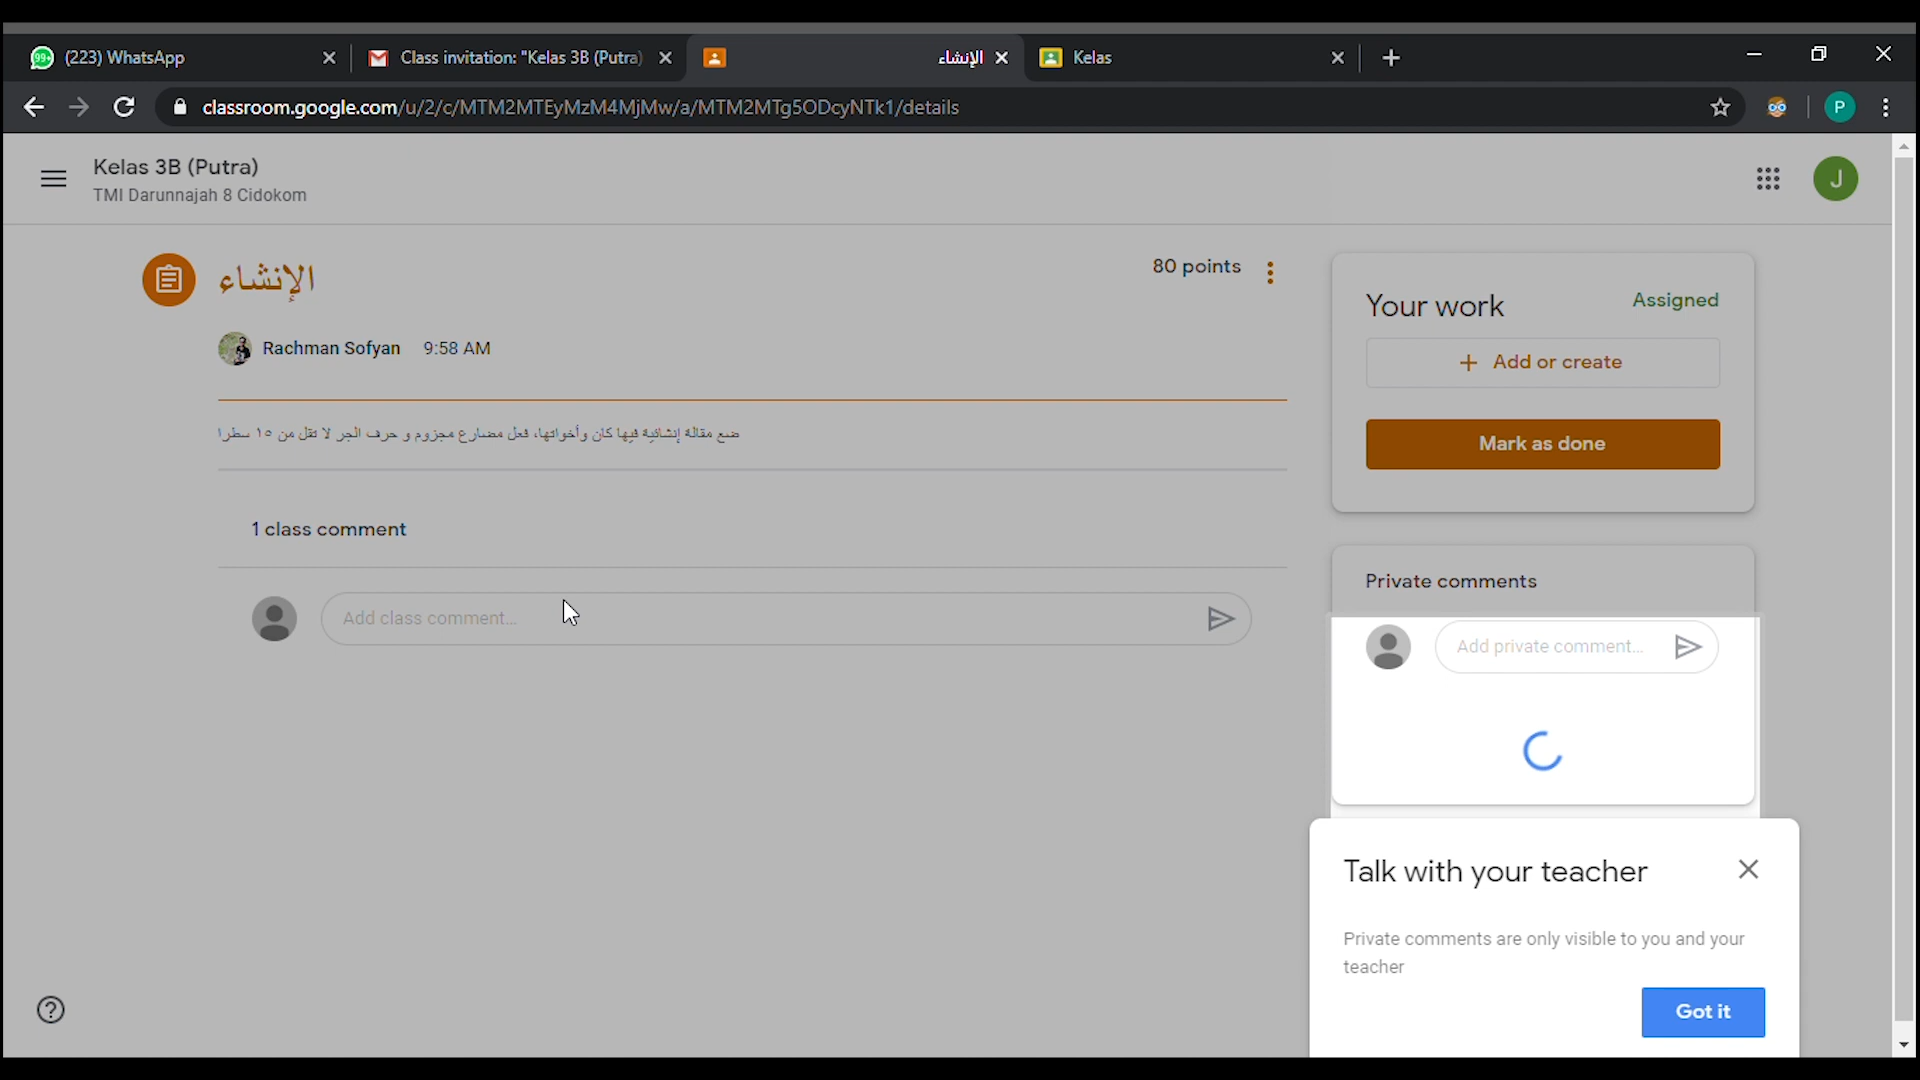 (223) WhatsApp
Class invitation: "Kelas 3B (Putra)
الإنشاء
Kelas
classroom.google.com/u/2/c/MTM2MTEyMzM4MjMw/a/MTM2MTg5ODcyNTk1/details
P
Kelas 3B (Putra)
TMI Darunnajah 8 Cidokom
J
الإنشاء
80 points
Rachman Sofyan 9:58 AM
ضع مقالة إنشائية فيها كان وأخواتها، فعل مضارع مجزوم و حرف الجر لا تقل من ١٥ سطرا
1 class comment
Add class comment...
Your work
Assigned
+ Add or create
Mark as done
Private comments
Add private comment...
Talk with your teacher
Private comments are only visible to you and your
teacher
Got it